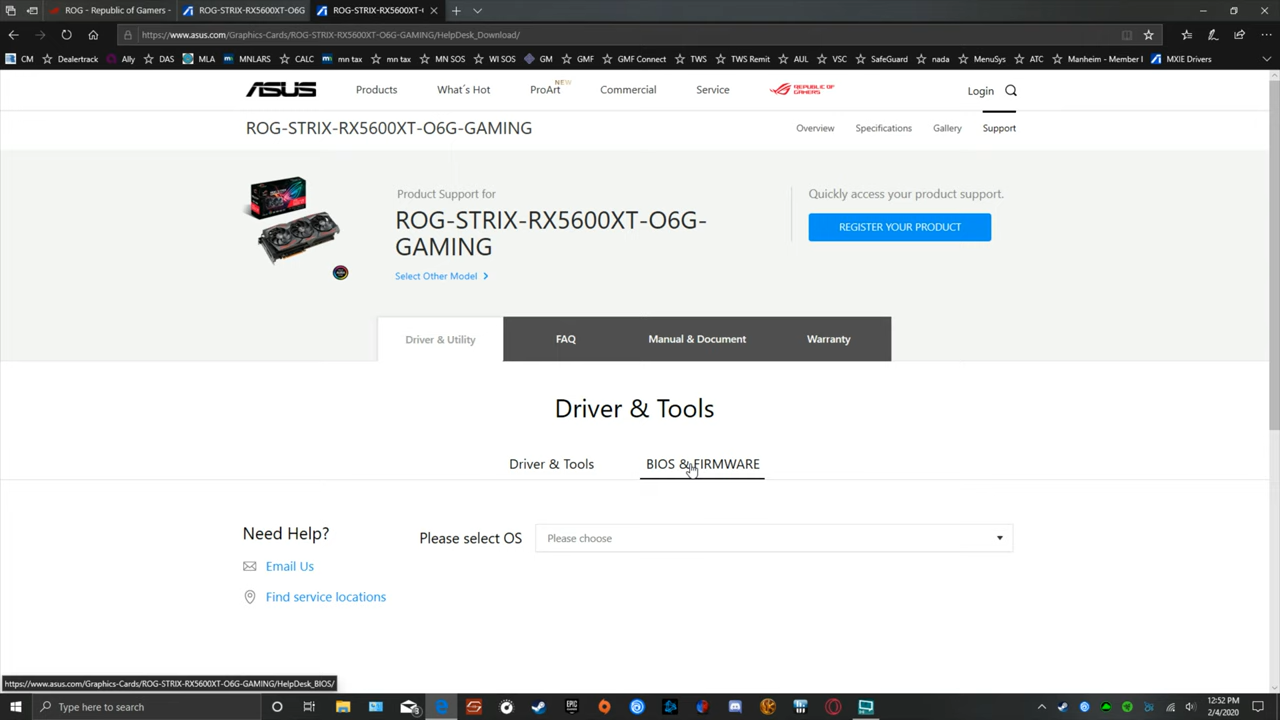 ROG - Republic of Gamers -
ROG-STRIX-RX5600XT-O6G
ROG-STRIX-RX5600XT-
https://www.asus.com/Graphics-Cards/ROG-STRIX-RX5600XT-O6G-GAMING/HelpDesk_Download/
CM Dealertrack Ally DAS MLA MNLARS CALC mn tax mn tax MN SOS WI SOS GM GMF GMF Connect TWS TWS Remit AUL VSC SafeGuard nada MenuSys ATC Manheim - Member MXIE Drivers
ASUS Products What's Hot ProArt NEW Commercial Service REPUBLIC OF GAMERS Login
ROG-STRIX-RX5600XT-O6G-GAMING Overview Specifications Gallery Support
Product Support for
ROG-STRIX-RX5600XT-O6G-
GAMING
Select Other Model
Quickly access your product support.
REGISTER YOUR PRODUCT
Driver & Utility FAQ Manual & Document Warranty
Driver & Tools
Driver & Tools BIOS & FIRMWARE
Need Help?
Email Us
Find service locations
Please select OS Please choose
https://www.asus.com/Graphics-Cards/ROG-STRIX-RX5600XT-O6G-GAMING/HelpDesk_BIOS/
Type here to search
EPIC
12:52 PM
2/4/2020